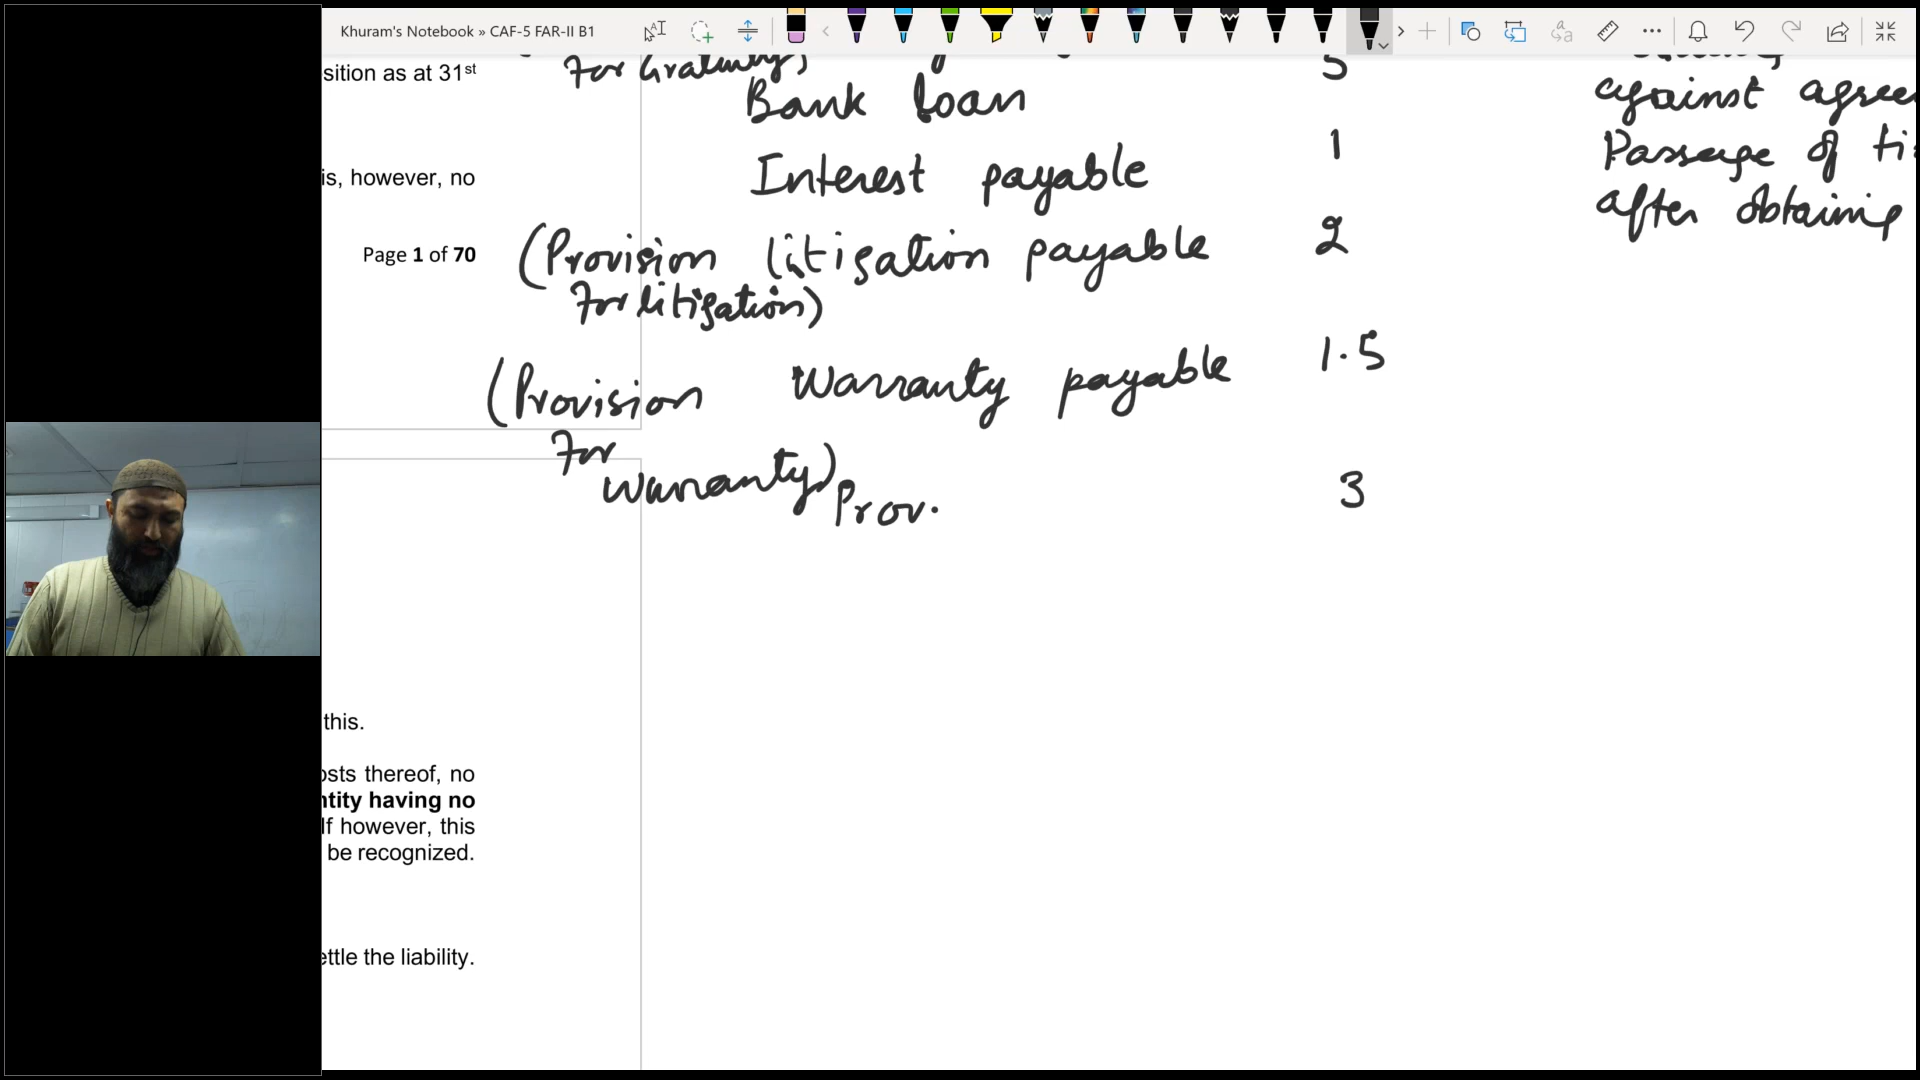 Khuram's Notebook » CAF-5 FAR-II B1
sition as at 31st
is, however, no
Page 1 of 70
this.
osts thereof, no
ntity having no
If however, this
be recognized.
ettle the liability.
For Gratuity)
5
Bank loan
Interest payable 1
(Provision litigation payable 2
For litigation)
(Provision Warranty payable 1.5
For
warranty)
Prov. 3
against agree
Passage of ti
after obtaining